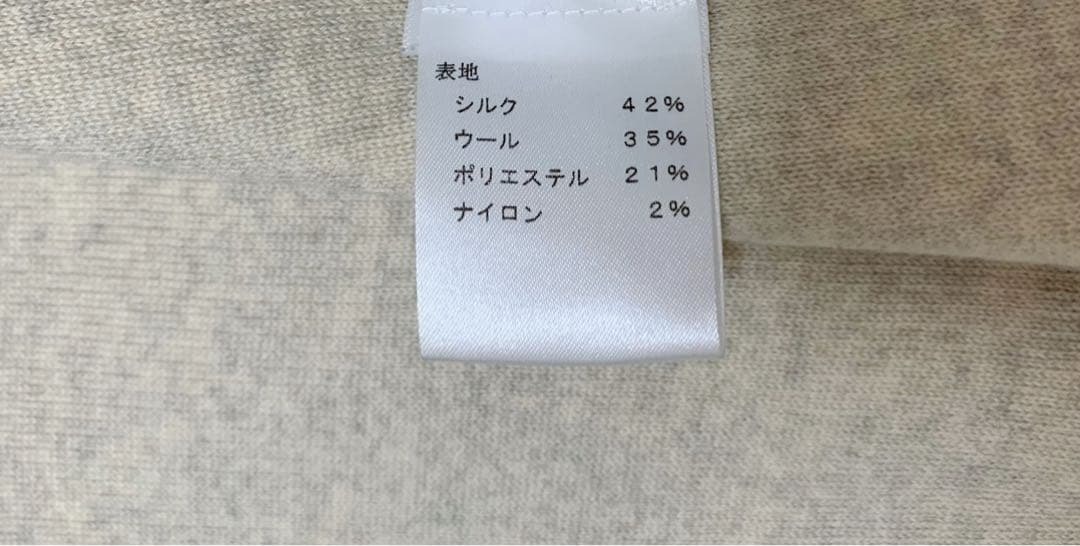 表地
シルク ４２％
ウール ３５％
ポリエステル ２１％
ナイロン ２％